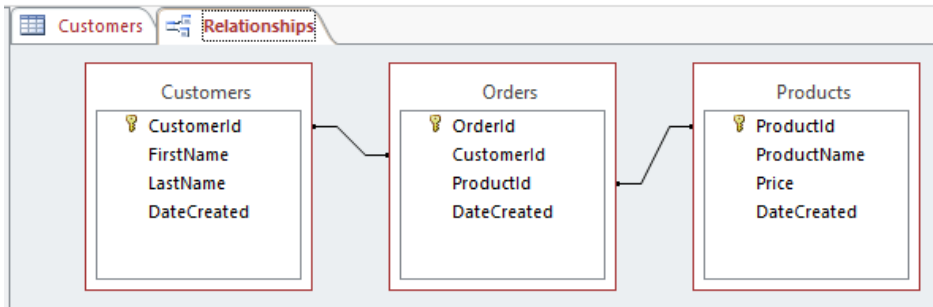 Customers
Relationships
Customers
CustomerId
FirstName
LastName
DateCreated
Orders
OrderId
CustomerId
ProductId
DateCreated
Products
ProductId
ProductName
Price
DateCreated